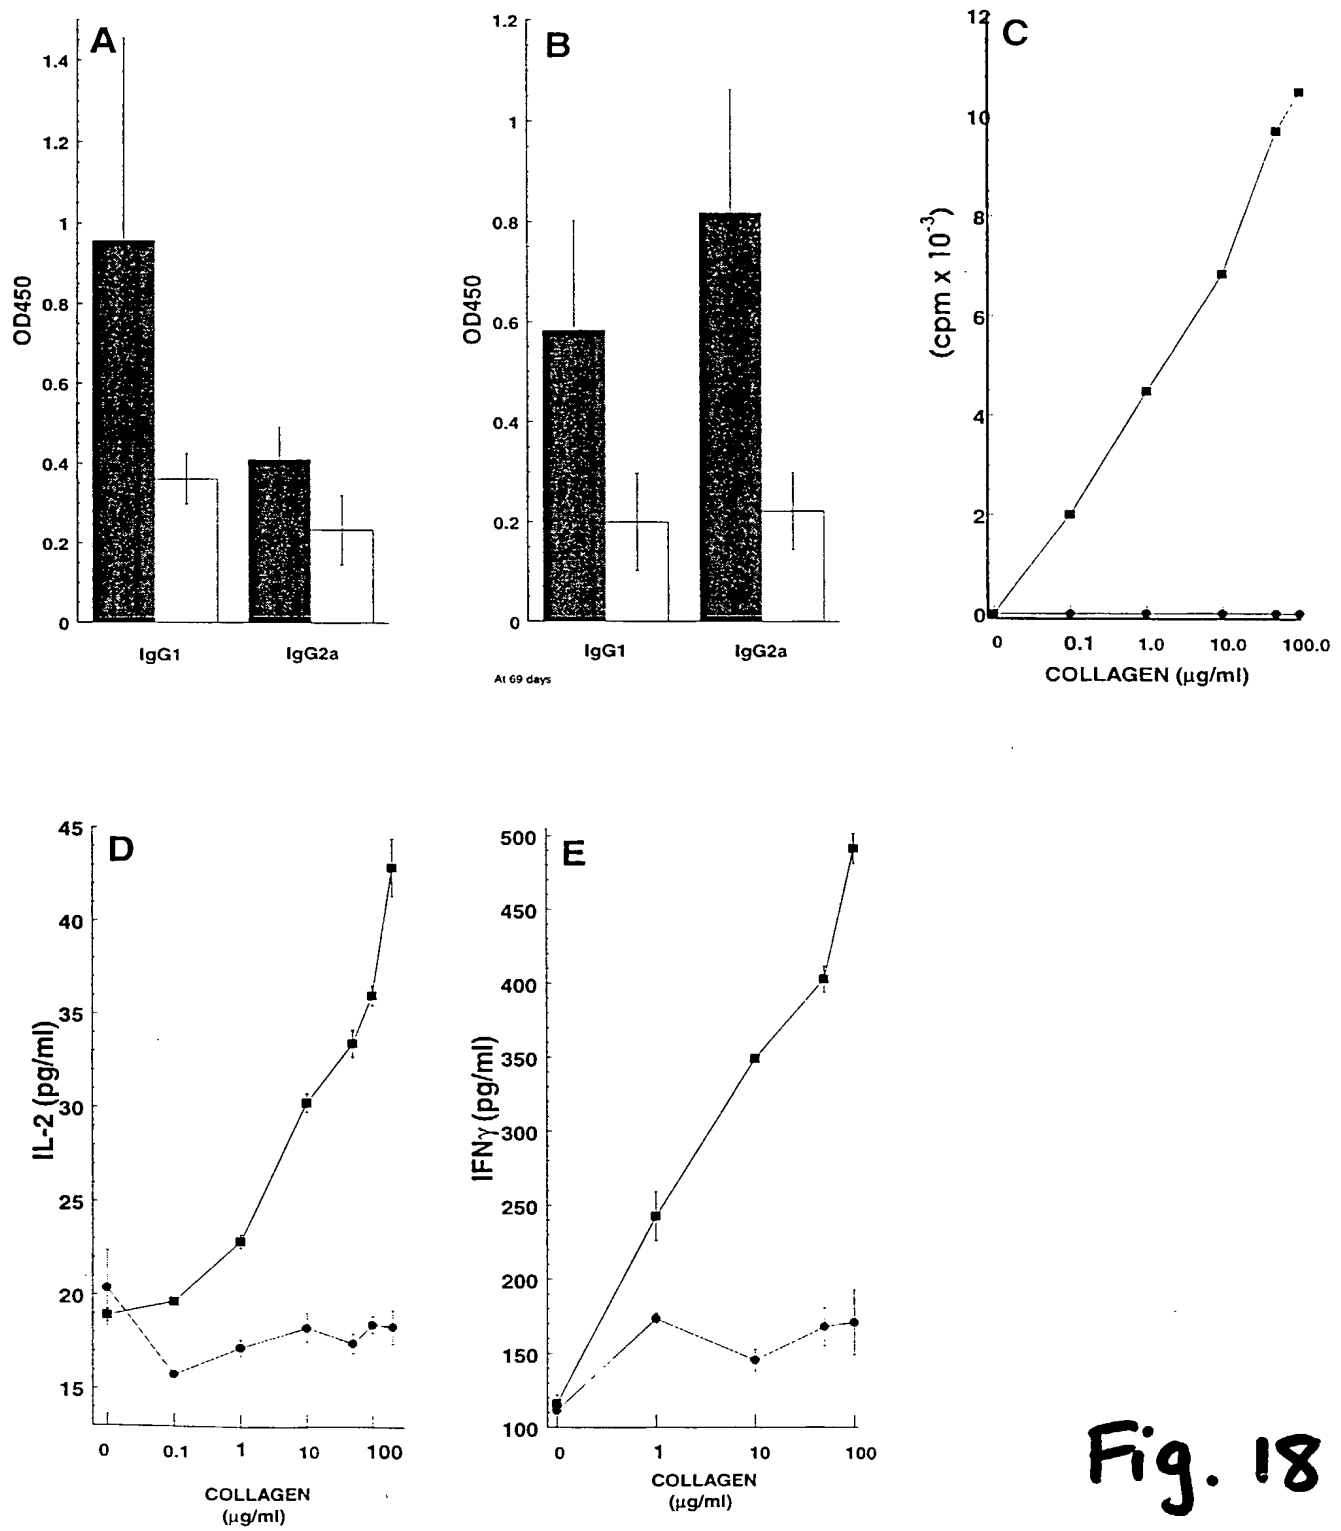 A
1.4
1.2
1
0.8
0.6
0.4
0.2
0
OD450
IgG1 IgG2a
B
1.2
1
0.8
0.6
0.4
0.2
0
OD450
IgG1 IgG2a
At 69 days
C
12
10
8
6
4
2
0
(cpm x 10⁻³)
0 0.1 1.0 10.0 100.0
COLLAGEN (μg/ml)
D
45
40
35
30
25
20
15
IL-2 (pg/ml)
0 0.1 1 10 100
COLLAGEN
(μg/ml)
E
500
450
400
350
300
250
200
150
100
IFNγ (pg/ml)
0 1 10 100
COLLAGEN
(μg/ml)
Fig. 18